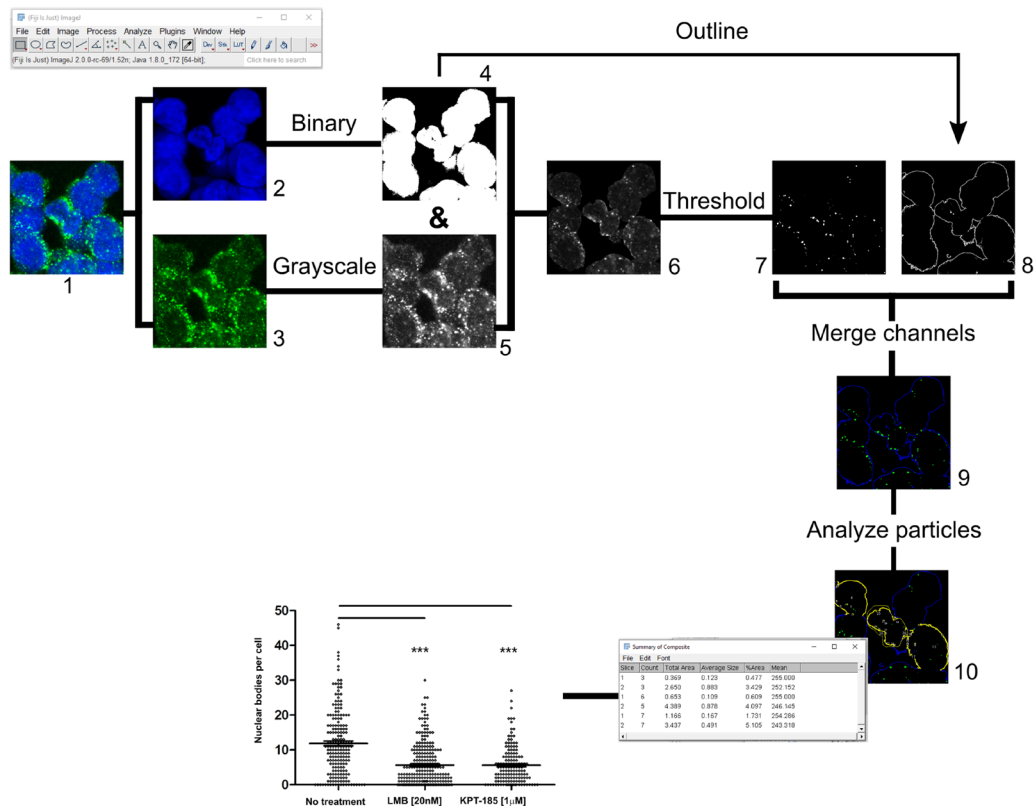 (Fiji Is Just) ImageJ
File Edit Image Process Analyze Plugins Window Help
A Dev Stk LUT >>
(Fiji Is Just) ImageJ 2.0.0-rc-69/1.52n; Java 1.8.0_172 [64-bit]; Click here to search
Outline
4
Binary
2
&
Threshold
1
Grayscale
3
5
6
7
8
Merge channels
9
Analyze particles
10
Summary of Composite
File Edit Font
Slice Count Total Area Average Size %Area Mean
1 3 0.369 0.123 0.477 255.000
2 3 2.650 0.883 3.429 252.152
1 6 0.653 0.109 0.609 255.000
2 5 4.389 0.878 4.097 246.145
1 7 1.166 0.167 1.731 254.286
2 7 3.437 0.491 5.105 243.318
Nuclear bodies per cell
50
40
30
20
10
0
*** ***
No treatment LMB [20nM] KPT-185 [1µM]